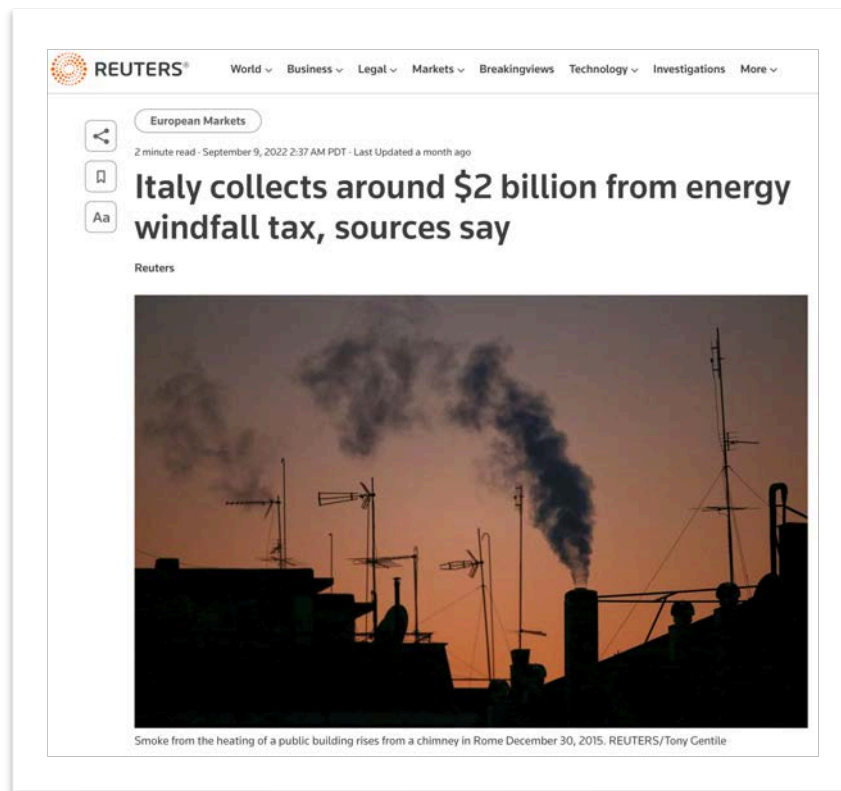 REUTERS®
World Business Legal Markets Breakingviews Technology Investigations More
European Markets
2 minute read · September 9, 2022 2:37 AM PDT · Last Updated a month ago
Aa
Italy collects around $2 billion from energy
windfall tax, sources say
Reuters
Smoke from the heating of a public building rises from a chimney in Rome December 30, 2015. REUTERS/Tony Gentile